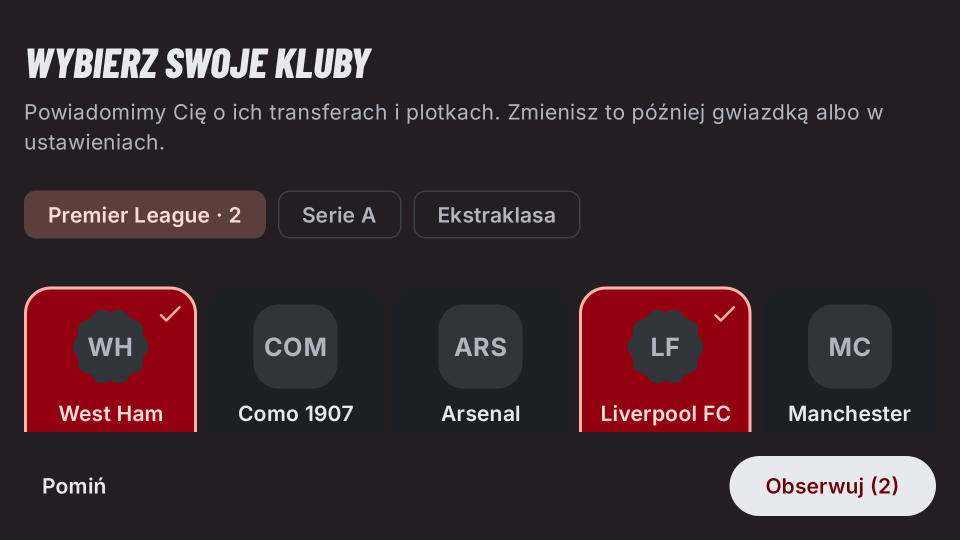 WYBIERZ SWOJE KLUBY
Powiadomimy Cię o ich transferach i plotkach. Zmienisz to później gwiazdką albo w
ustawieniach.
Premier League · 2
Serie A
Ekstraklasa
WH
COM
ARS
LF
MC
West Ham
Como 1907
Arsenal
Liverpool FC
Manchester
Pomiń
Obserwuj (2)